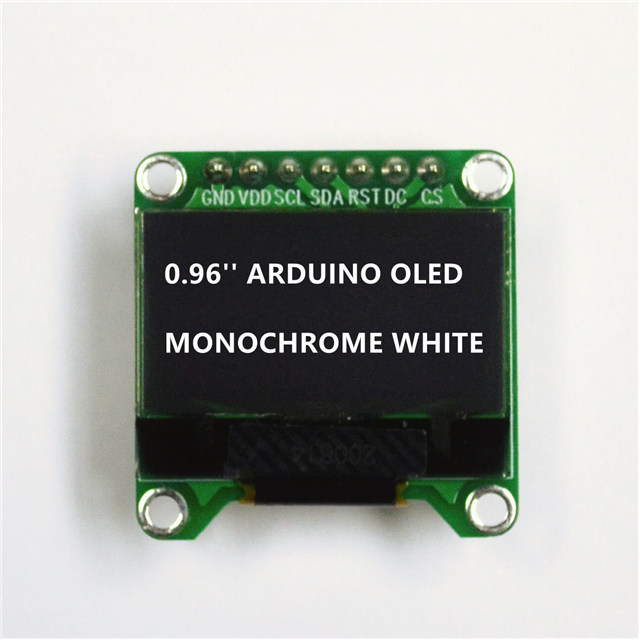 GND VDD SCL SDA RST DC CS
0.96'' ARDUINO OLED
MONOCHROME WHITE